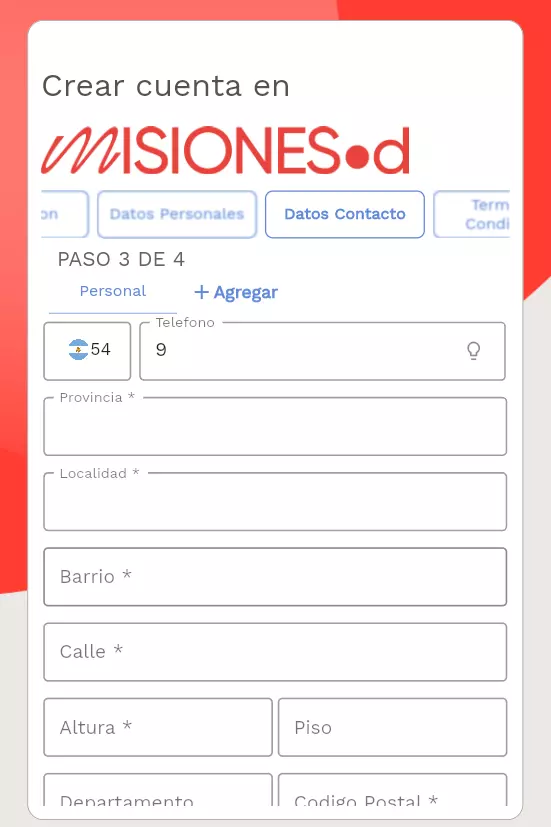 Crear cuenta en
MISIONES.d
on Datos Personales Datos Contacto Term
Condi
PASO 3 DE 4
Personal + Agregar
Telefono
54 9
Provincia *
Localidad *
Barrio *
Calle *
Altura * Piso
Departamento Codigo Postal *